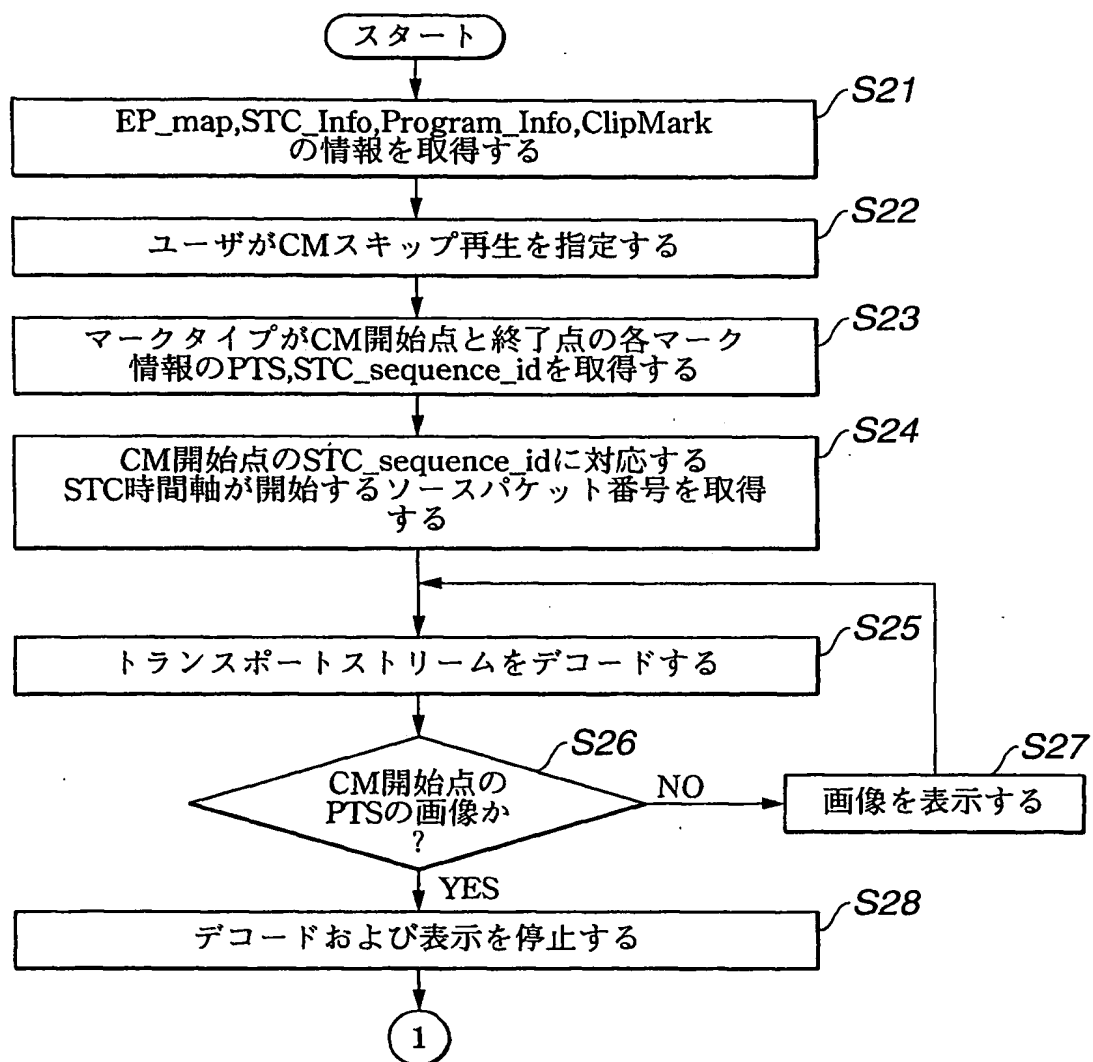 スタート
S21
EP_map,STC_Info,Program_Info,ClipMark
の情報を取得する
S22
ユーザがCMスキップ再生を指定する
S23
マークタイプがCM開始点と終了点の各マーク
情報のPTS,STC_sequence_idを取得する
S24
CM開始点のSTC_sequence_idに対応する
STC時間軸が開始するソースパケット番号を取得
する
S25
トランスポートストリームをデコードする
S26
CM開始点の
PTSの画像か
?
NO
S27
画像を表示する
YES
S28
デコードおよび表示を停止する
1